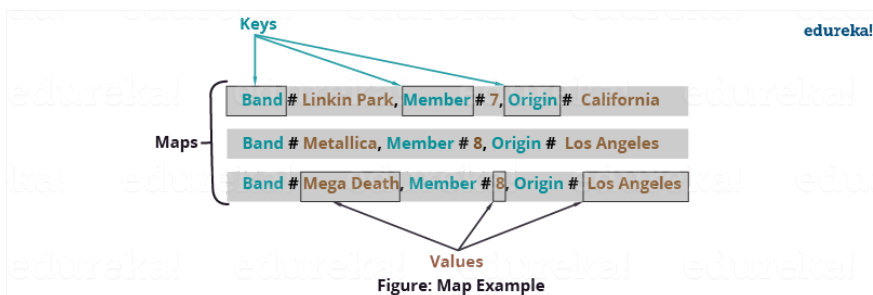 Keys
edureka!
Band # Linkin Park, Member # 7, Origin # California
Maps
Band # Metallica, Member # 8, Origin # Los Angeles
Band # Mega Death, Member # 8, Origin # Los Angeles
Values
Figure: Map Example